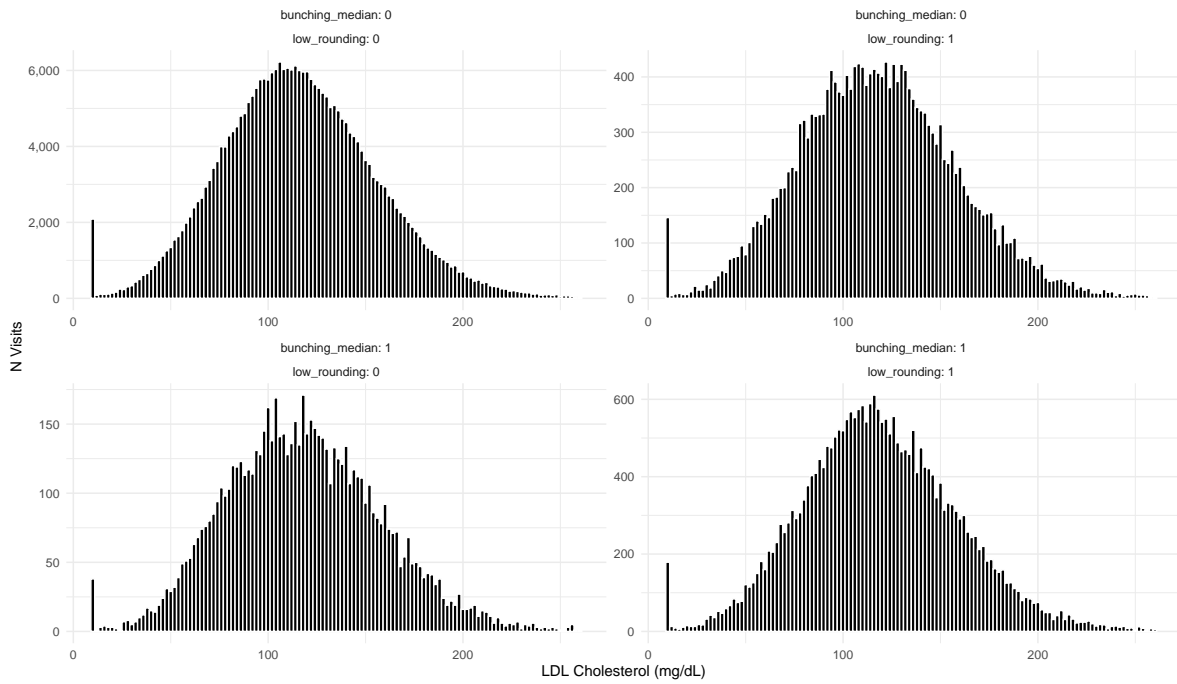 bunching_median: 0
low_rounding: 0
6,000
4,000
2,000
0
0
100
200
bunching_median: 0
low_rounding: 1
400
300
200
100
0
0
100
200
bunching_median: 1
low_rounding: 0
150
100
50
0
0
100
200
bunching_median: 1
low_rounding: 1
600
400
200
0
0
100
200
N Visits
LDL Cholesterol (mg/dL)